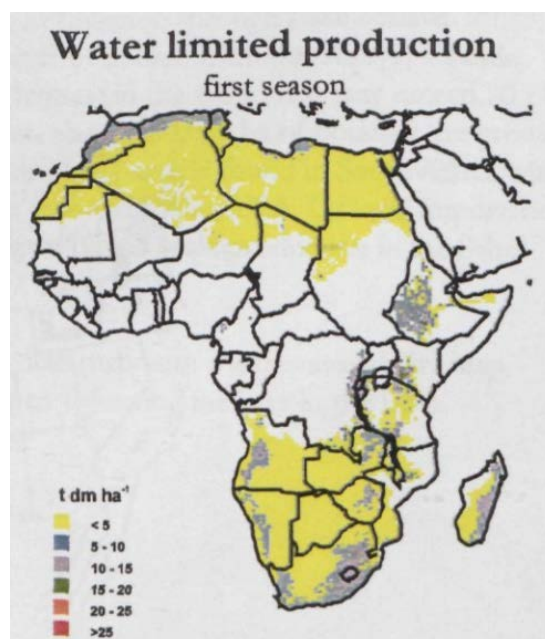 Water limited production
first season
t dm ha⁻¹
< 5
5 - 10
10 - 15
15 - 20
20 - 25
>25